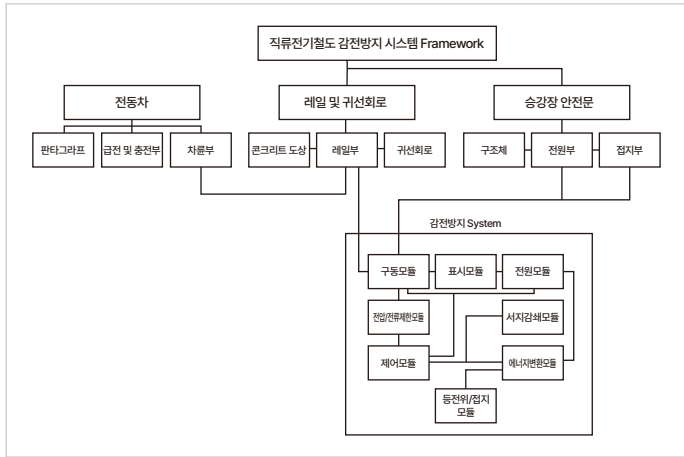 직류전기철도 감전방지 시스템 Framework
전동차
레일 및 귀선회로
승강장 안전문
판타그라프
급전 및 충전부
차륜부
콘크리트 도상
레일부
귀선회로
구조체
전원부
접지부
감전방지 System
구동모듈
표시모듈
전원모듈
전압/전류제한모듈
서지감쇄모듈
제어모듈
에너지변환모듈
등전위/접지
모듈